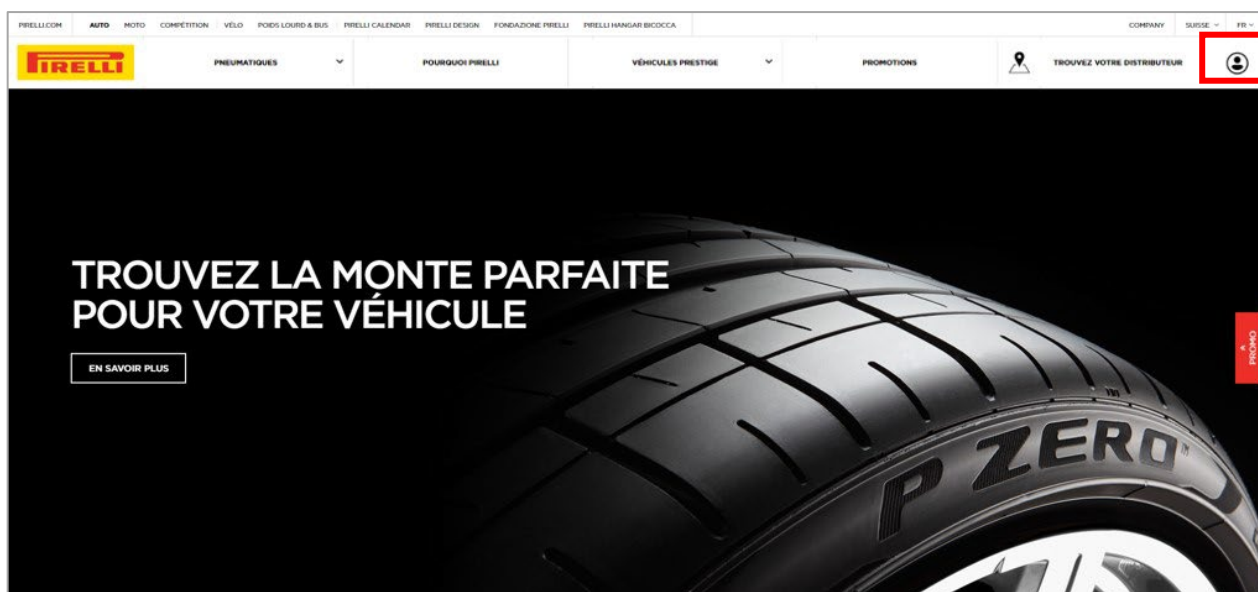 PIRELLI.COM AUTO MOTO COMPÉTITION VÉLO POIDS LOURD & BUS PIRELLI CALENDAR PIRELLI DESIGN FONDAZIONE PIRELLI PIRELLI HANGAR BICOCCA COMPANY SUISSE FR
PIRELLI PNEUMATIQUES POURQUOI PIRELLI VÉHICULES PRESTIGE PROMOTIONS TROUVEZ VOTRE DISTRIBUTEUR
TROUVEZ LA MONTE PARFAITE
POUR VOTRE VÉHICULE
EN SAVOIR PLUS
PROMO
P ZERO™